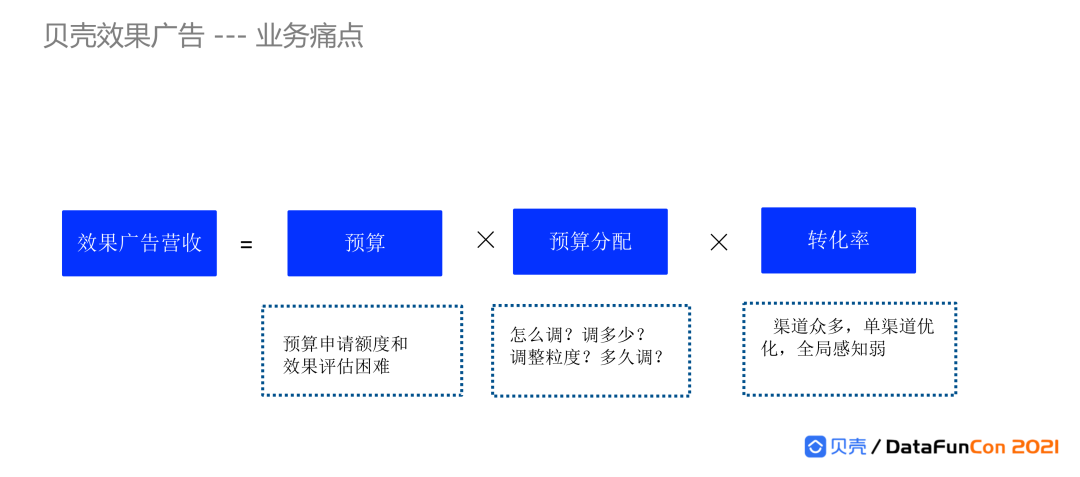 贝壳效果广告 --- 业务痛点
效果广告营收
=
预算
×
预算分配
×
转化率
预算申请额度和
效果评估困难
怎么调？调多少？
调整粒度？多久调？
渠道众多，单渠道优
化，全局感知弱
贝壳 / DataFunCon 2021